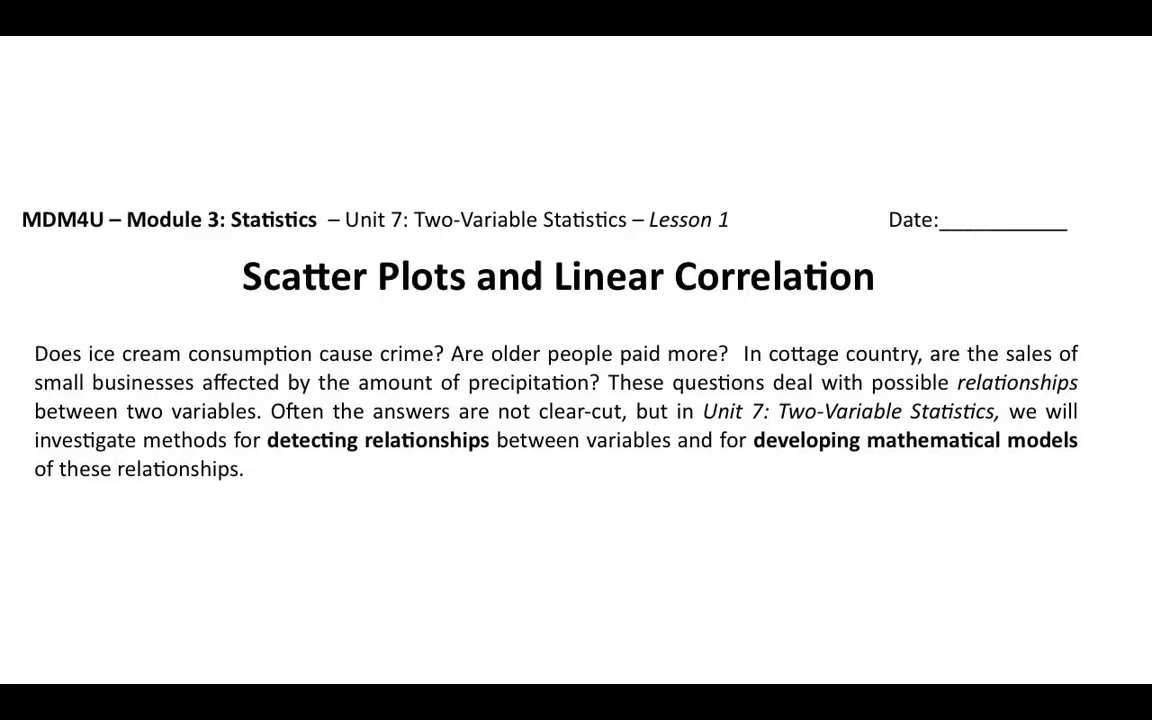 MDM4U – Module 3: Statistics – Unit 7: Two-Variable Statistics – Lesson 1 Date:___________
Scatter Plots and Linear Correlation
Does ice cream consumption cause crime? Are older people paid more? In cottage country, are the sales of
small businesses affected by the amount of precipitation? These questions deal with possible relationships
between two variables. Often the answers are not clear-cut, but in Unit 7: Two-Variable Statistics, we will
investigate methods for detecting relationships between variables and for developing mathematical models
of these relationships.